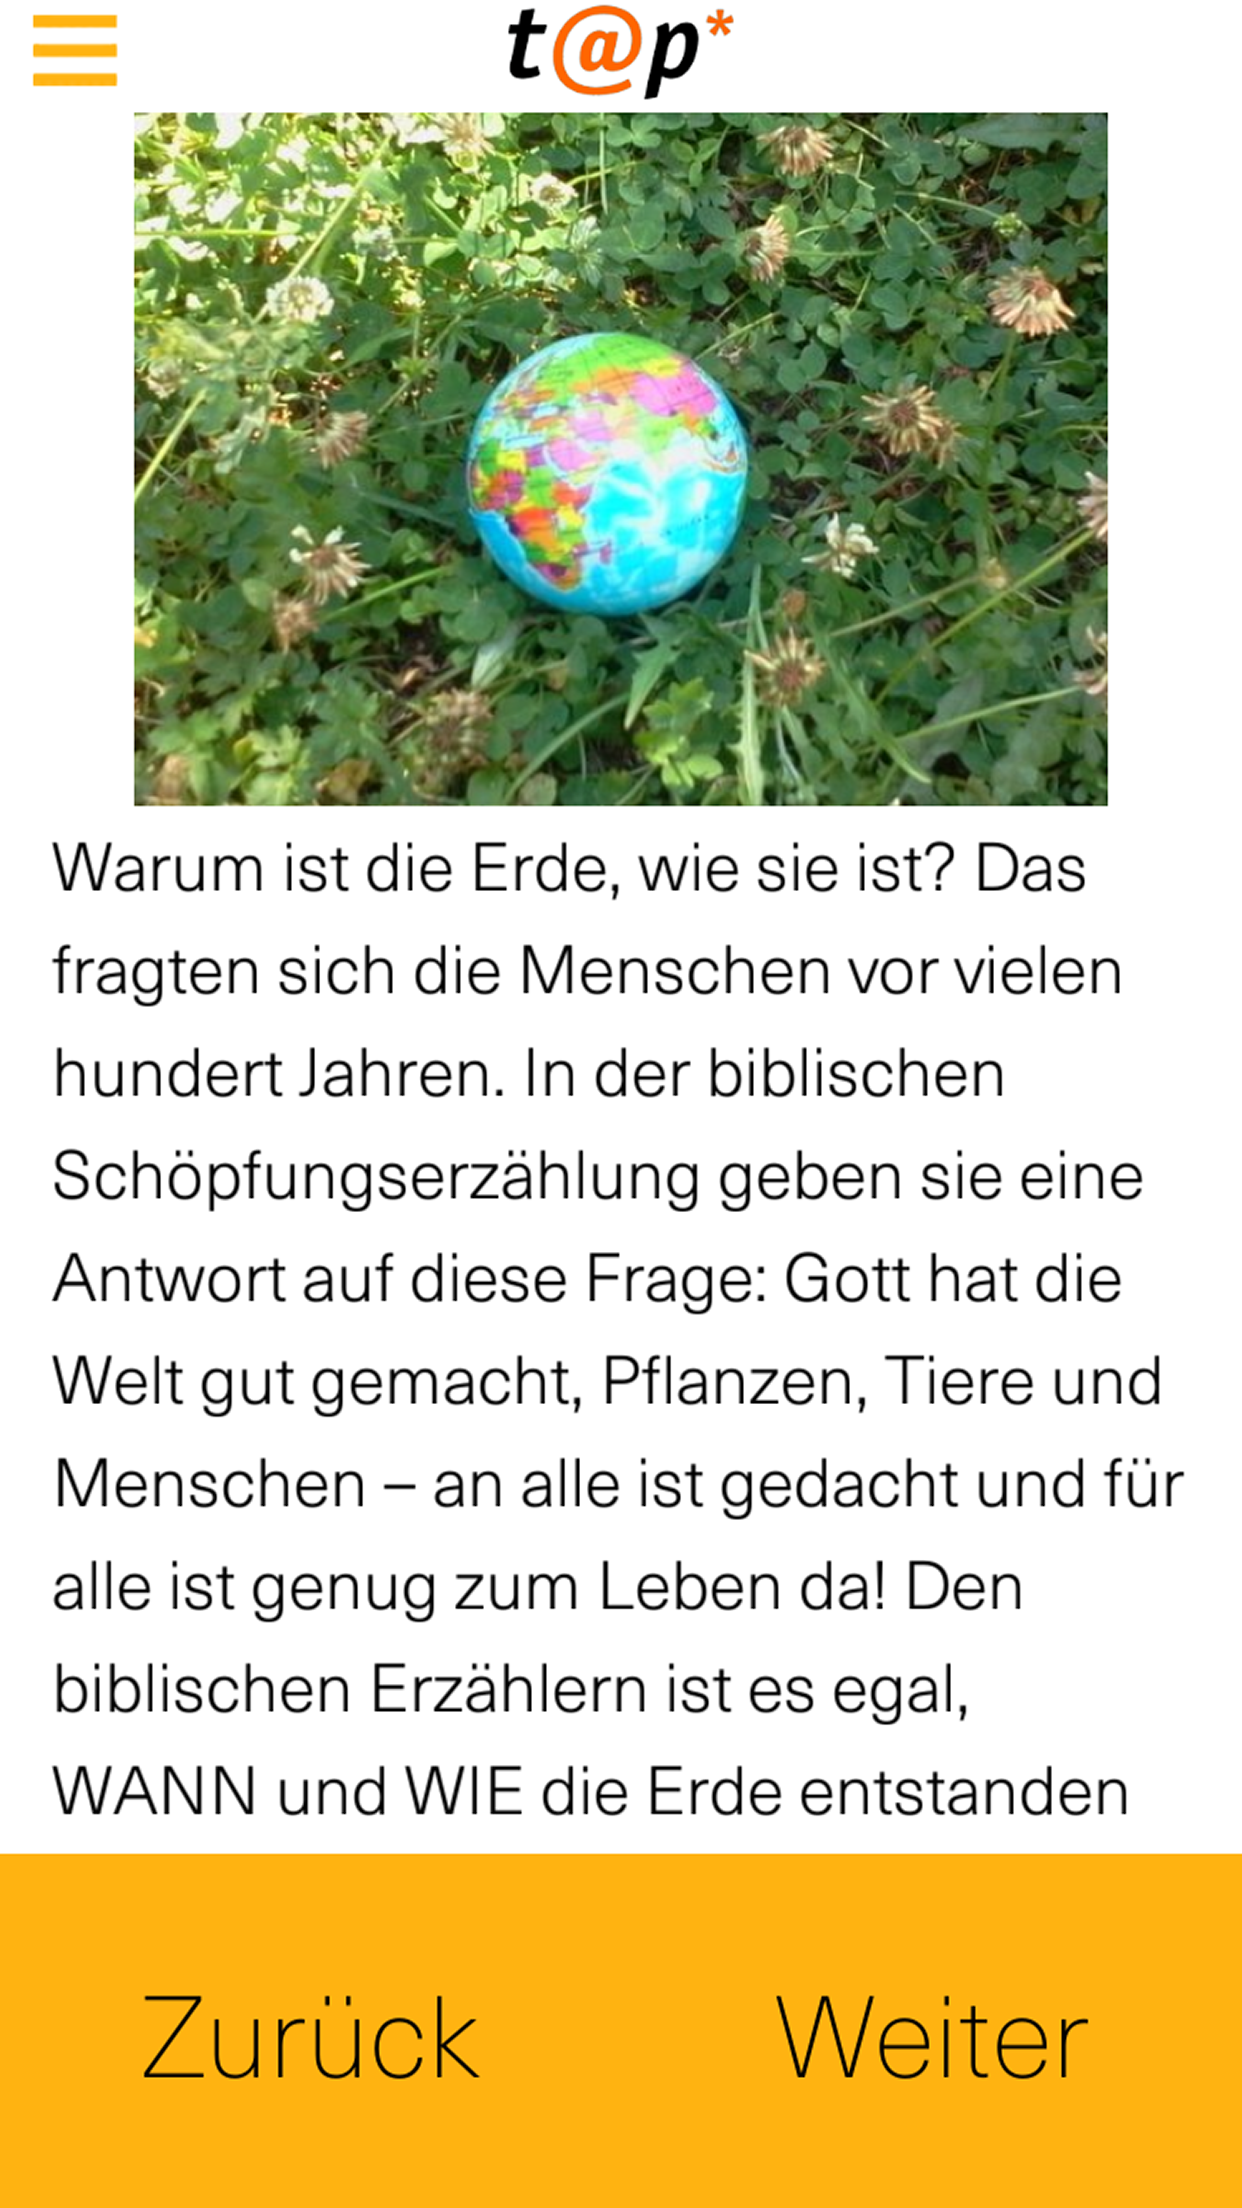 t@p*
Warum ist die Erde, wie sie ist? Das
fragten sich die Menschen vor vielen
hundert Jahren. In der biblischen
Schöpfungserzählung geben sie eine
Antwort auf diese Frage: Gott hat die
Welt gut gemacht, Pflanzen, Tiere und
Menschen – an alle ist gedacht und für
alle ist genug zum Leben da! Den
biblischen Erzählern ist es egal,
WANN und WIE die Erde entstanden
Zurück Weiter